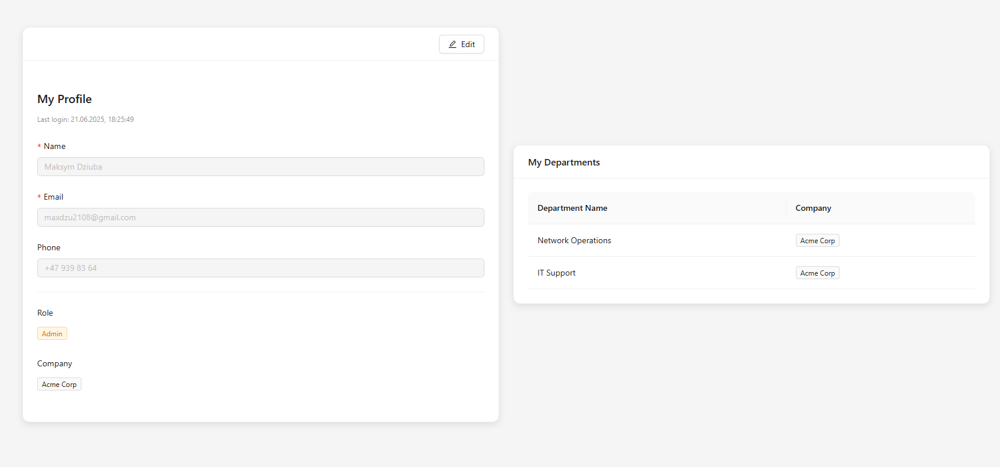 Edit
My Profile
Last login: 21.06.2025, 18:25:49
* Name
Maksym Dziuba
* Email
maxdzu2108@gmail.com
Phone
+47 939 83 64
Role
Admin
Company
Acme Corp
My Departments
Department Name Company
Network Operations Acme Corp
IT Support Acme Corp